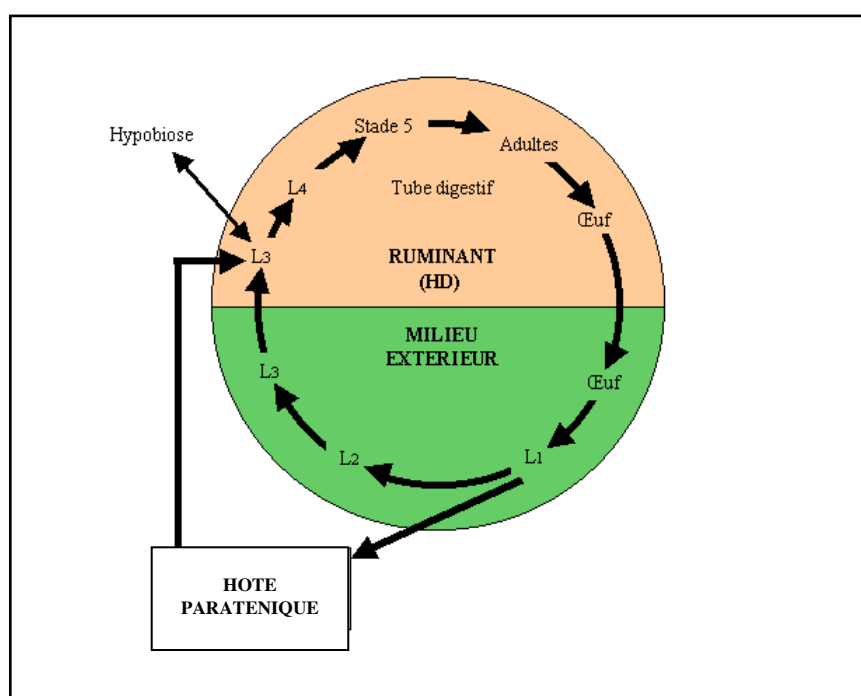 Stade 5
Adultes
Hypobiose
L4
Tube digestif
Œuf
L3
RUMINANT
(HD)
MILIEU
EXTERIEUR
L3
Œuf
L2
L1
HOTE
PARATENIQUE